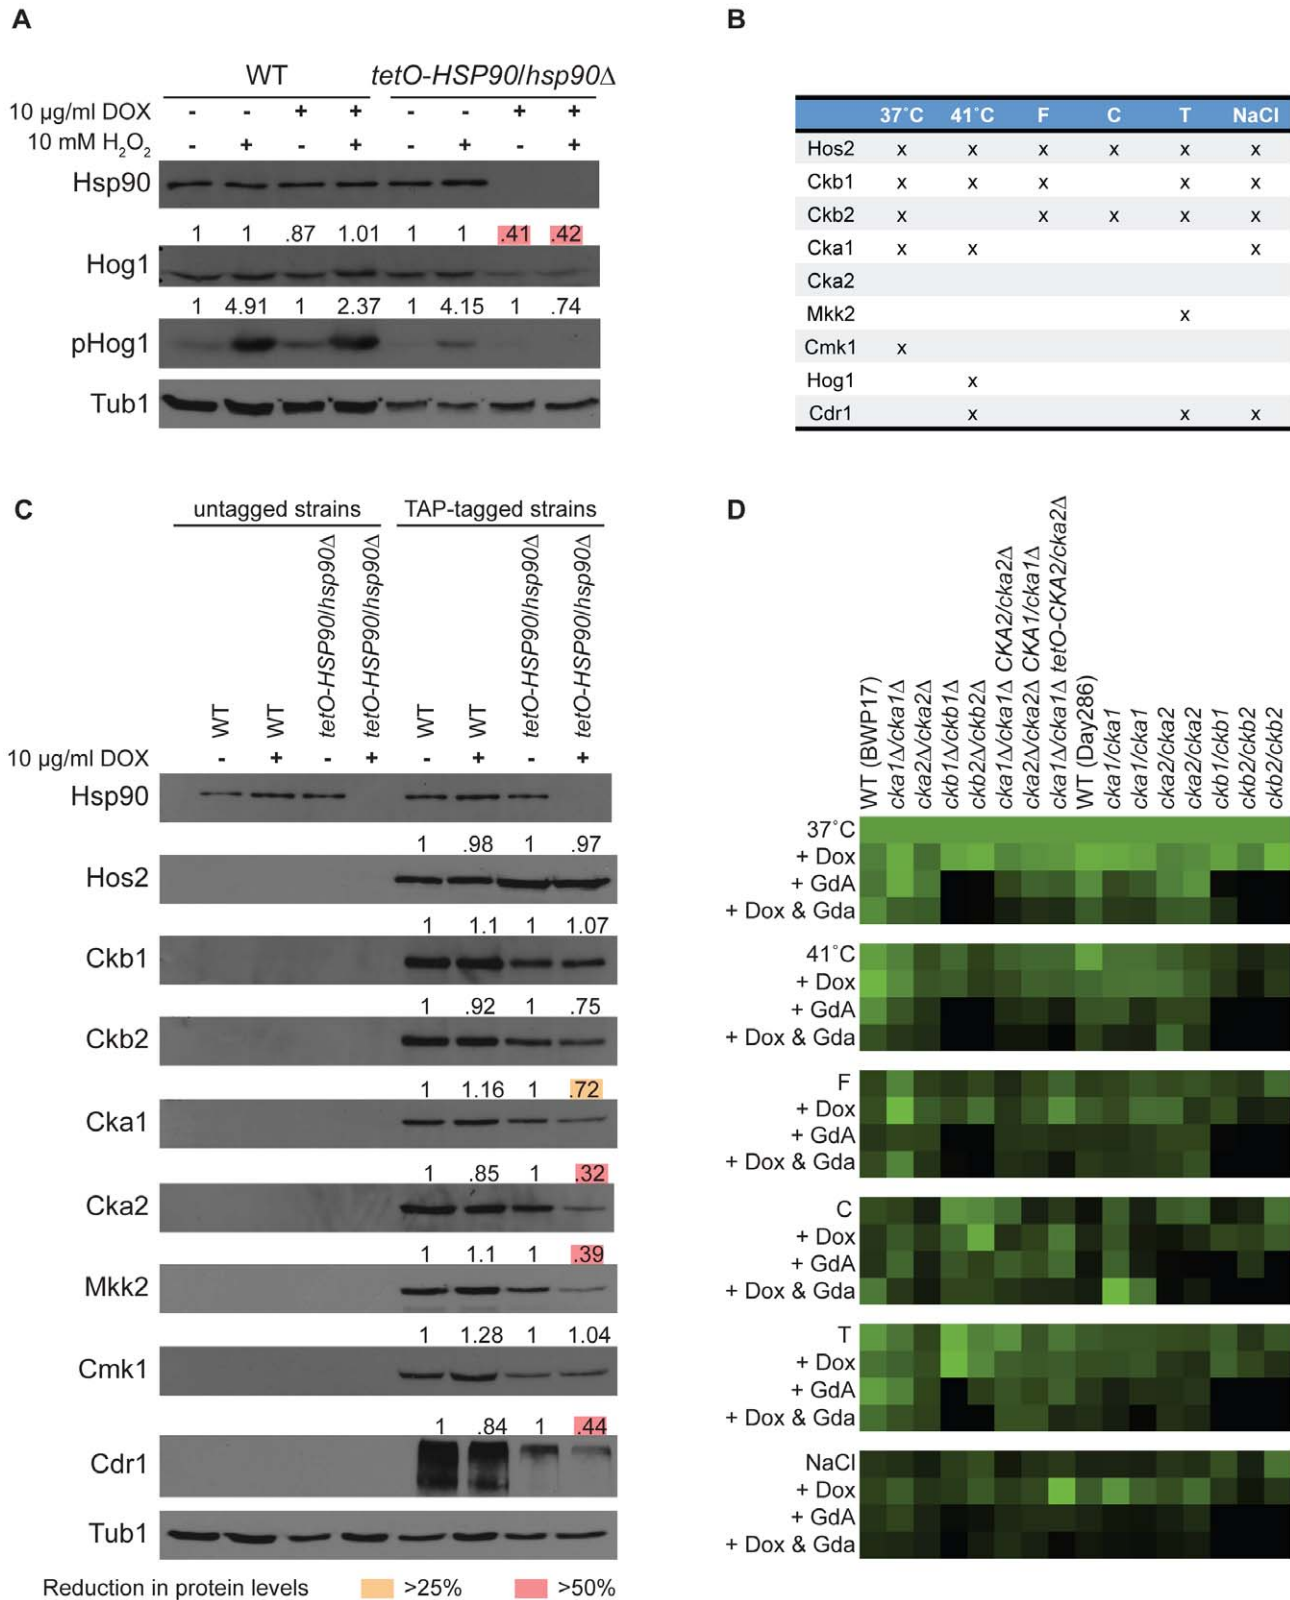 A
WT tetO-HSP90/hsp90Δ
10 µg/ml DOX - - + + - - + +
10 mM H₂O₂ - + - + - + - +
Hsp90
1 1 .87 1.01 1 1 .41 .42
Hog1
1 4.91 1 2.37 1 4.15 1 .74
pHog1
Tub1
B
37˚C 41˚C F C T NaCl
Hos2 x x x x x x
Ckb1 x x x x x
Ckb2 x x x x x
Cka1 x x x
Cka2
Mkk2 x
Cmk1 x
Hog1 x
Cdr1 x x x
C
untagged strains TAP-tagged strains
WT WT tetO-HSP90/hsp90Δ tetO-HSP90/hsp90Δ WT WT tetO-HSP90/hsp90Δ tetO-HSP90/hsp90Δ
10 µg/ml DOX - + - + - + - +
Hsp90
1 .98 1 .97
Hos2
1 1.1 1 1.07
Ckb1
1 .92 1 .75
Ckb2
1 1.16 1 .72
Cka1
1 .85 1 .32
Cka2
1 1.1 1 .39
Mkk2
1 1.28 1 1.04
Cmk1
1 .84 1 .44
Cdr1
Tub1
Reduction in protein levels >25% >50%
D
WT (BWP17)
cka1Δ/cka1Δ
cka2Δ/cka2Δ
ckb1Δ/ckb1Δ
ckb2Δ/ckb2Δ
cka1Δ/cka1Δ CKA2/cka2Δ
cka2Δ/cka2Δ CKA1/cka1Δ
cka1Δ/cka1Δ tetO-CKA2/cka2Δ
WT (Day286)
cka1/cka1
cka1/cka1
cka2/cka2
cka2/cka2
ckb1/ckb1
ckb2/ckb2
ckb2/ckb2
37˚C
+ Dox
+ GdA
+ Dox & Gda
41˚C
+ Dox
+ GdA
+ Dox & Gda
F
+ Dox
+ GdA
+ Dox & Gda
C
+ Dox
+ GdA
+ Dox & Gda
T
+ Dox
+ GdA
+ Dox & Gda
NaCl
+ Dox
+ GdA
+ Dox & Gda